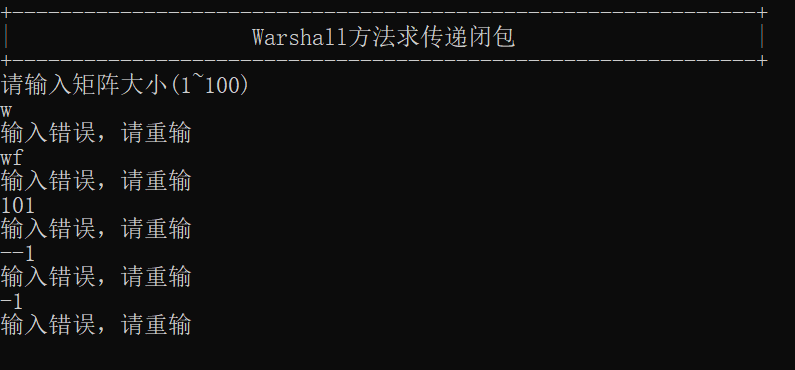 +--------------------------------------------------------------+
|                    Warshall方法求传递闭包                    |
+--------------------------------------------------------------+
请输入矩阵大小(1~100)
w
输入错误，请重输
wf
输入错误，请重输
101
输入错误，请重输
--1
输入错误，请重输
-1
输入错误，请重输